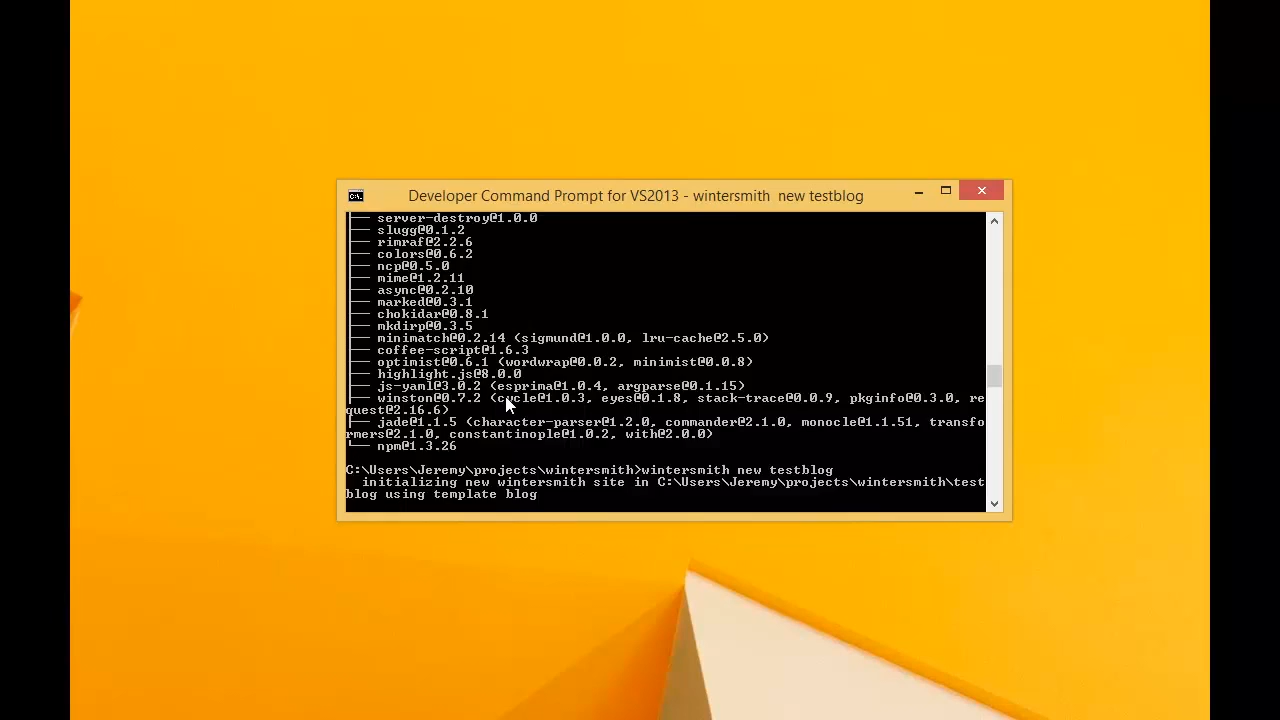 Developer Command Prompt for VS2013 - wintersmith  new testblog
├── server-destroy@1.0.0
├── slugg@0.1.2
├── rimraf@2.2.6
├── colors@0.6.2
├── ncp@0.5.0
├── mime@1.2.11
├── async@0.2.10
├── marked@0.3.1
├── chokidar@0.8.1
├── mkdirp@0.3.5
├── minimatch@0.2.14 (sigmund@1.0.0, lru-cache@2.5.0)
├── coffee-script@1.6.3
├── optimist@0.6.1 (wordwrap@0.0.2, minimist@0.0.8)
├── highlight.js@8.0.0
├── js-yaml@3.0.2 (esprima@1.0.4, argparse@0.1.15)
├── winston@0.7.2 (cycle@1.0.3, eyes@0.1.8, stack-trace@0.0.9, pkginfo@0.3.0, re
quest@2.16.6)
├── jade@1.1.5 (character-parser@1.2.0, commander@2.1.0, monocle@1.1.51, transfo
rmers@2.1.0, constantinople@1.0.2, with@2.0.0)
└── npm@1.3.26
C:\Users\Jeremy\projects\wintersmith>wintersmith new testblog
  initializing new wintersmith site in C:\Users\Jeremy\projects\wintersmith\test
blog using template blog